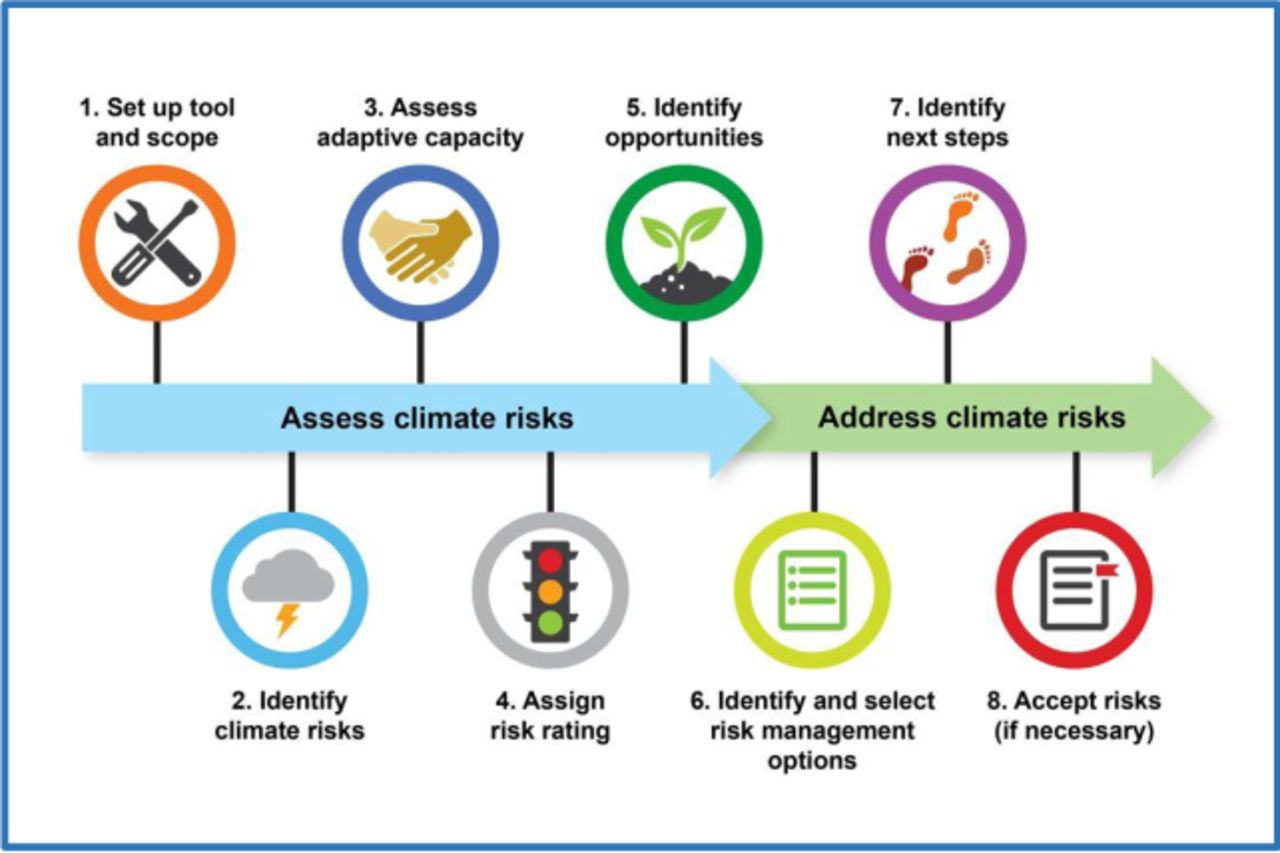 1. Set up tool
and scope
3. Assess
adaptive capacity
5. Identify
opportunities
7. Identify
next steps
Assess climate risks
Address climate risks
2. Identify
climate risks
4. Assign
risk rating
6. Identify and select
risk management
options
8. Accept risks
(if necessary)